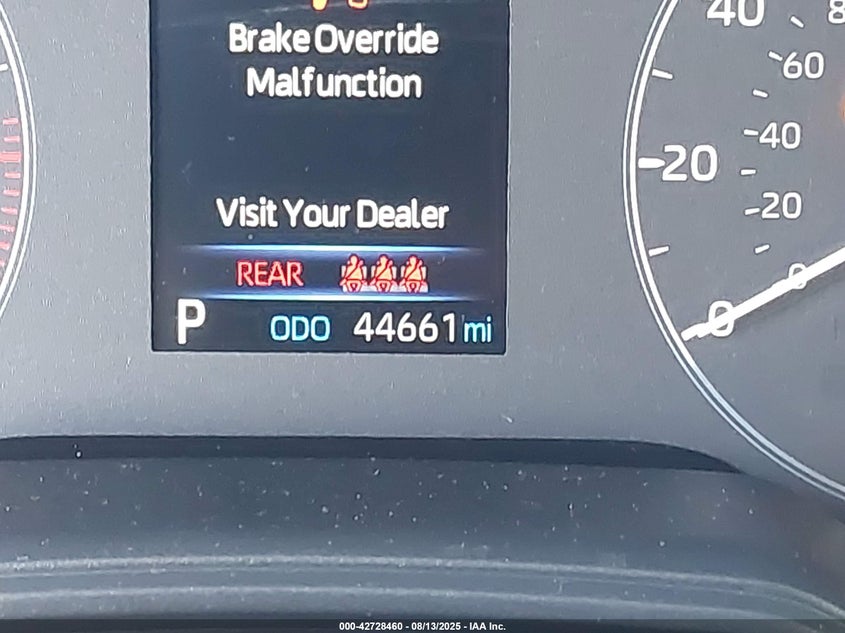 Brake Override
Malfunction
Visit Your Dealer
REAR
P ODO 44661 mi
40
60
40
20
20
0
0
000-42728460 - 08/13/2025 - IAA Inc.